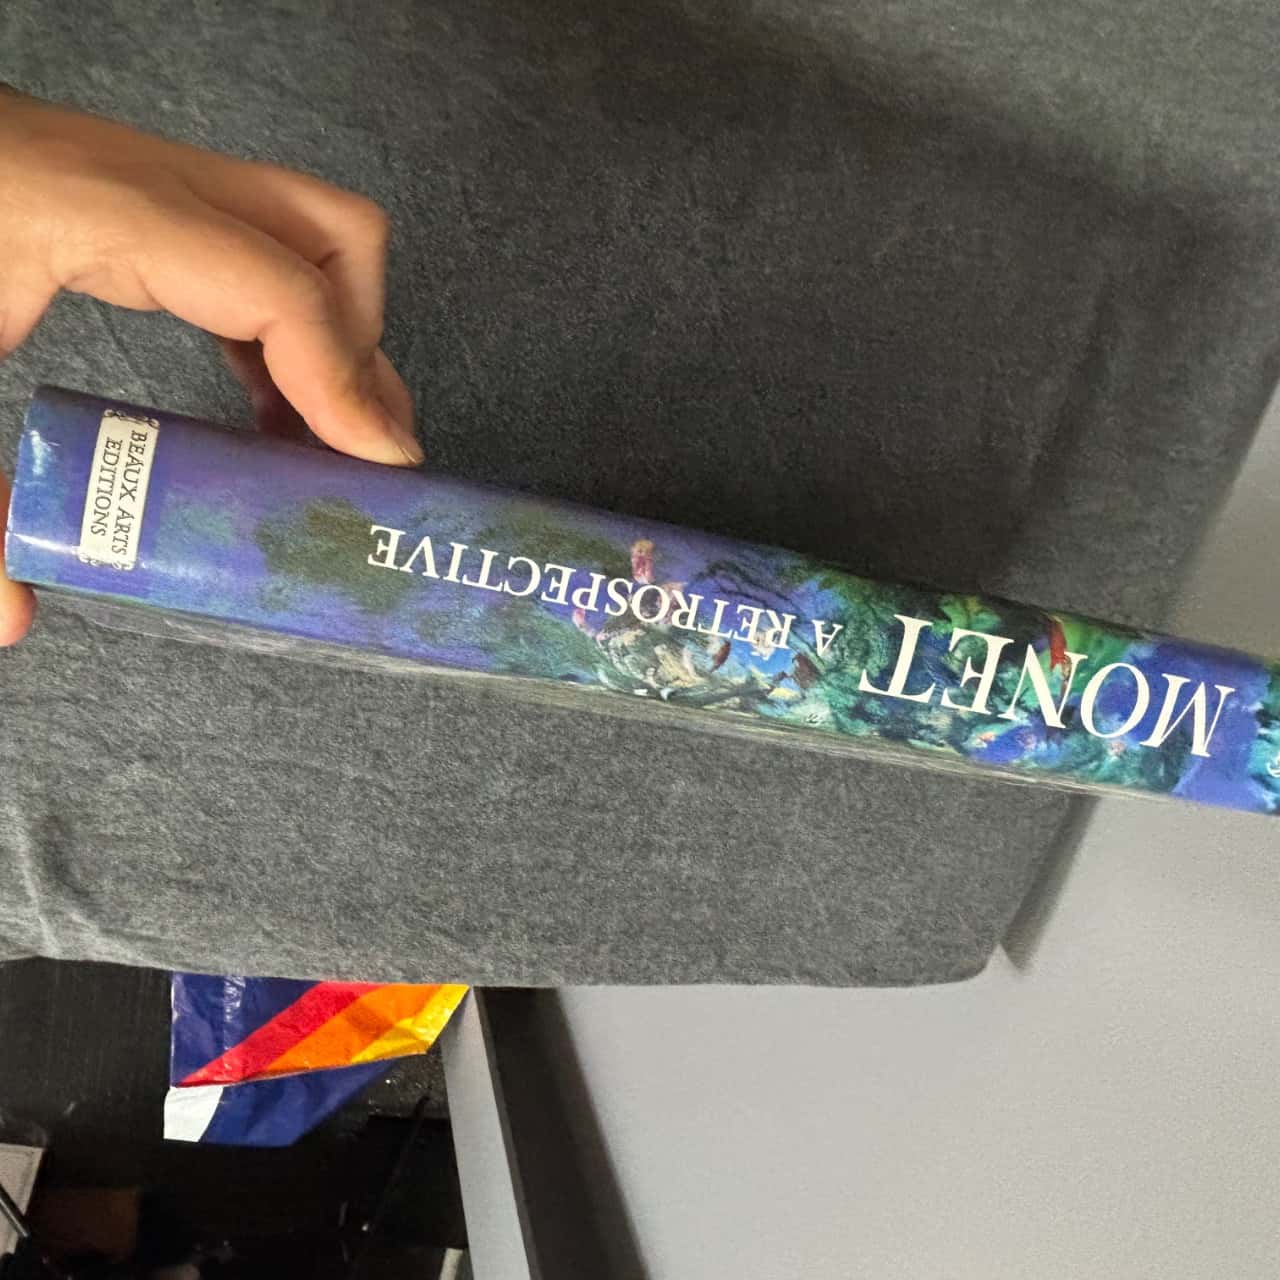 MONET
A RETROSPECTIVE
BEAUX ARTS
EDITIONS